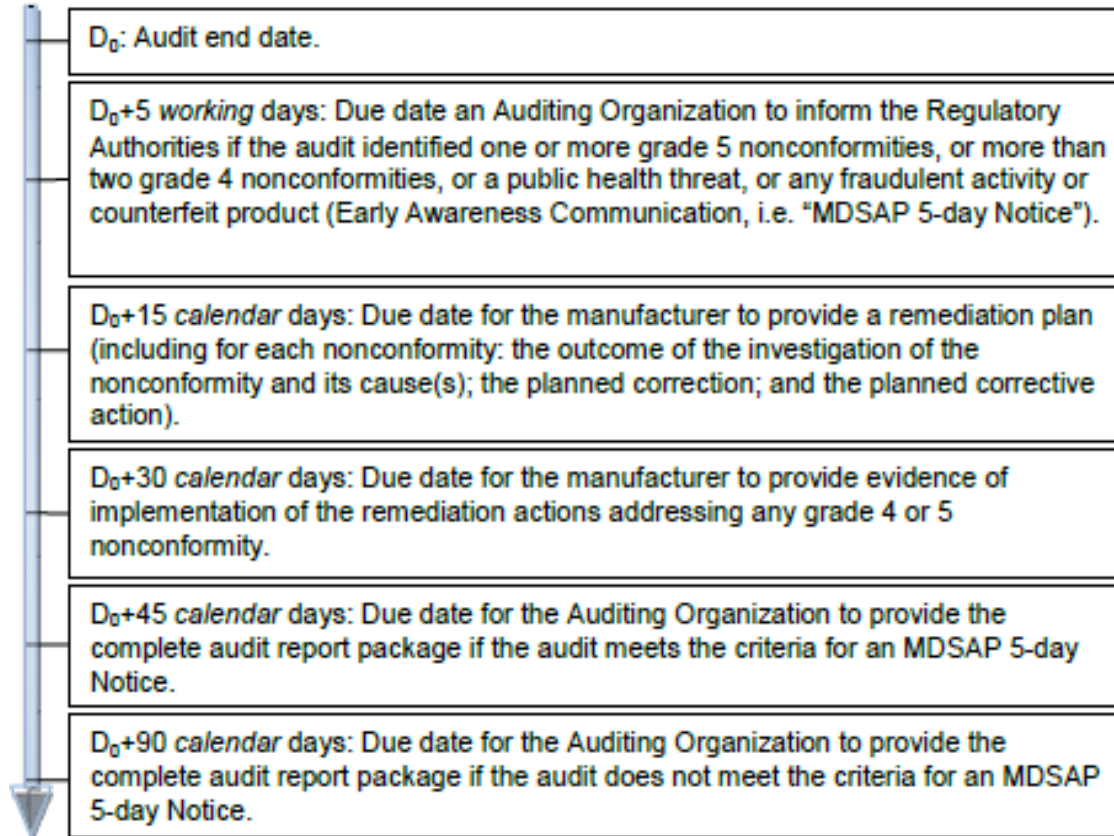 D₀: Audit end date.
D₀+5 working days: Due date an Auditing Organization to inform the Regulatory
Authorities if the audit identified one or more grade 5 nonconformities, or more than
two grade 4 nonconformities, or a public health threat, or any fraudulent activity or
counterfeit product (Early Awareness Communication, i.e. “MDSAP 5-day Notice”).
D₀+15 calendar days: Due date for the manufacturer to provide a remediation plan
(including for each nonconformity: the outcome of the investigation of the
nonconformity and its cause(s); the planned correction; and the planned corrective
action).
D₀+30 calendar days: Due date for the manufacturer to provide evidence of
implementation of the remediation actions addressing any grade 4 or 5
nonconformity.
D₀+45 calendar days: Due date for the Auditing Organization to provide the
complete audit report package if the audit meets the criteria for an MDSAP 5-day
Notice.
D₀+90 calendar days: Due date for the Auditing Organization to provide the
complete audit report package if the audit does not meet the criteria for an MDSAP
5-day Notice.